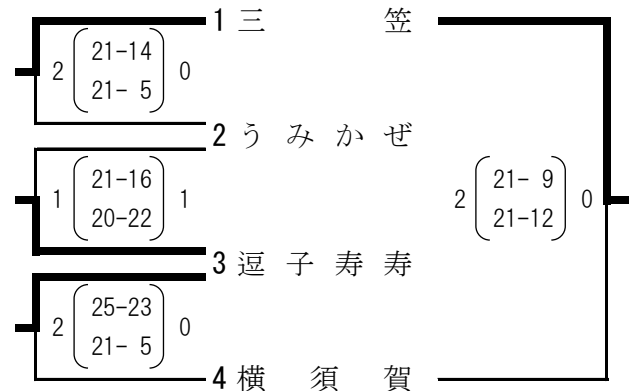 1 三 笠
2 ( 21-14 ) 0
21- 5
2 う み か ぜ
1 ( 21-16 ) 1
20-22
2 ( 21- 9 ) 0
21-12
3 逗 子 寿 寿
2 ( 25-23 ) 0
21- 5
4 横 須 賀